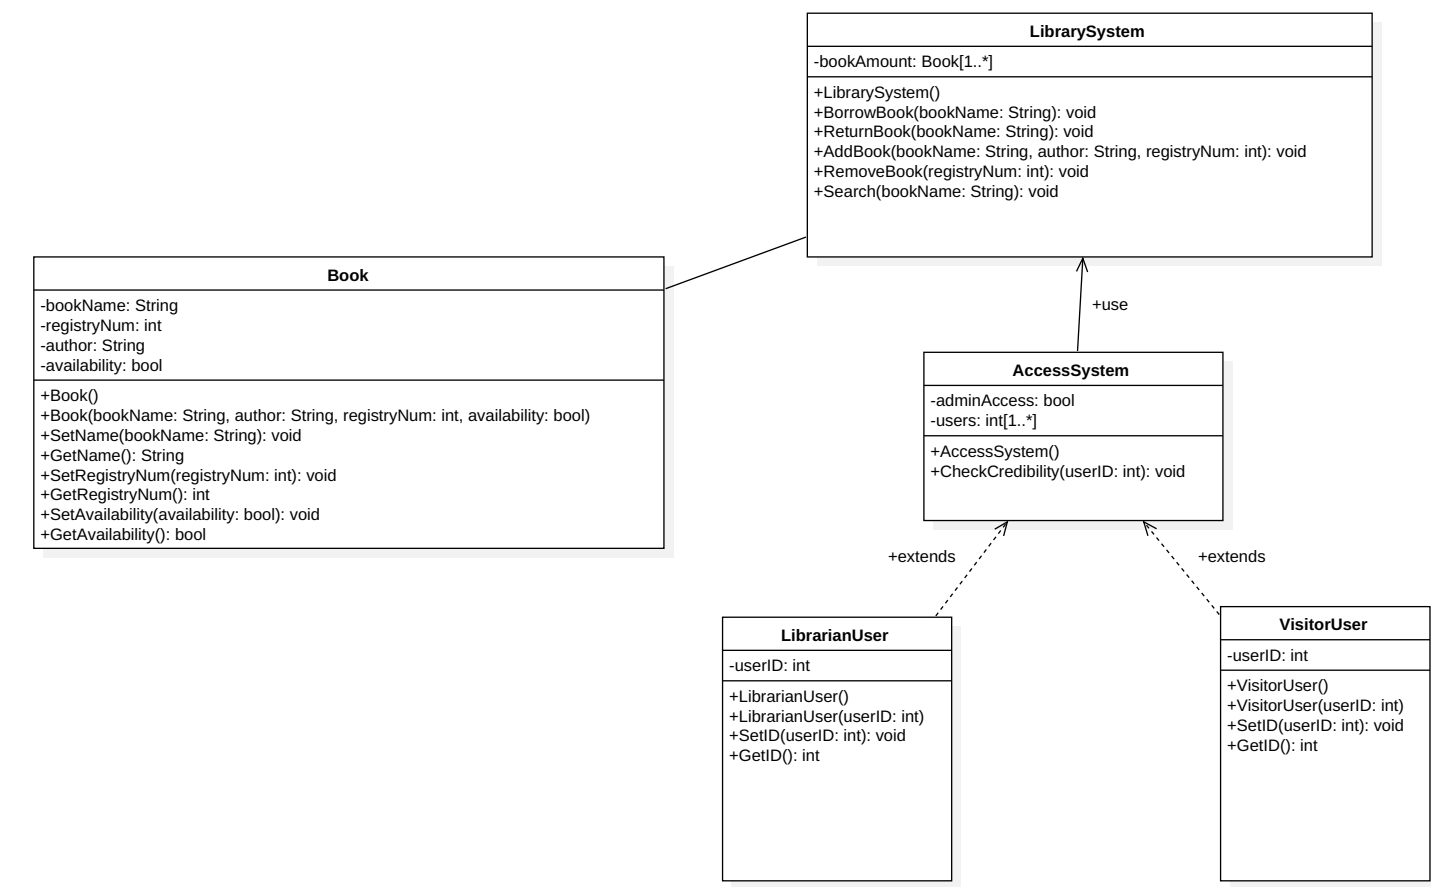 LibrarySystem
-bookAmount: Book[1..*]
+LibrarySystem()
+BorrowBook(bookName: String): void
+ReturnBook(bookName: String): void
+AddBook(bookName: String, author: String, registryNum: int): void
+RemoveBook(registryNum: int): void
+Search(bookName: String): void
Book
-bookName: String
-registryNum: int
-author: String
-availability: bool
+Book()
+Book(bookName: String, author: String, registryNum: int, availability: bool)
+SetName(bookName: String): void
+GetName(): String
+SetRegistryNum(registryNum: int): void
+GetRegistryNum(): int
+SetAvailability(availability: bool): void
+GetAvailability(): bool
+use
AccessSystem
-adminAccess: bool
-users: int[1..*]
+AccessSystem()
+CheckCredibility(userID: int): void
+extends
+extends
LibrarianUser
-userID: int
+LibrarianUser()
+LibrarianUser(userID: int)
+SetID(userID: int): void
+GetID(): int
VisitorUser
-userID: int
+VisitorUser()
+VisitorUser(userID: int)
+SetID(userID: int): void
+GetID(): int